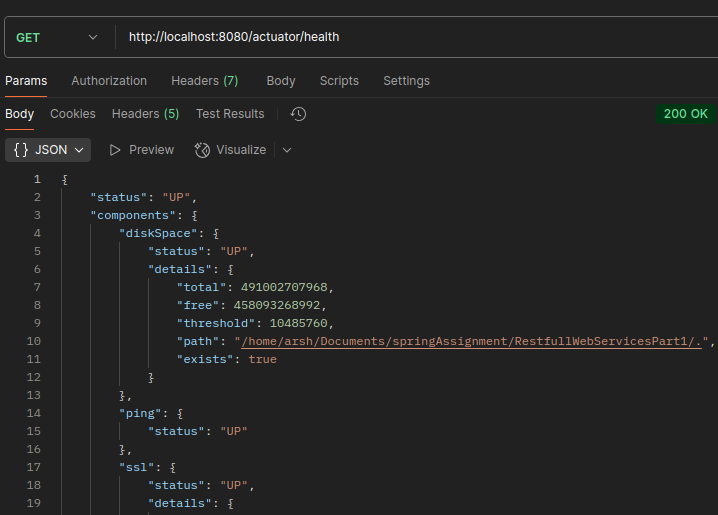 GET http://localhost:8080/actuator/health
Params Authorization Headers (7) Body Scripts Settings
Body Cookies Headers (5) Test Results 200 OK
{} JSON Preview Visualize
1 {
2 "status": "UP",
3 "components": {
4 "diskSpace": {
5 "status": "UP",
6 "details": {
7 "total": 491002707968,
8 "free": 458093268992,
9 "threshold": 10485760,
10 "path": "/home/arsh/Documents/springAssignment/RestfullWebServicesPart1/.",
11 "exists": true
12 }
13 },
14 "ping": {
15 "status": "UP"
16 },
17 "ssl": {
18 "status": "UP",
19 "details": {